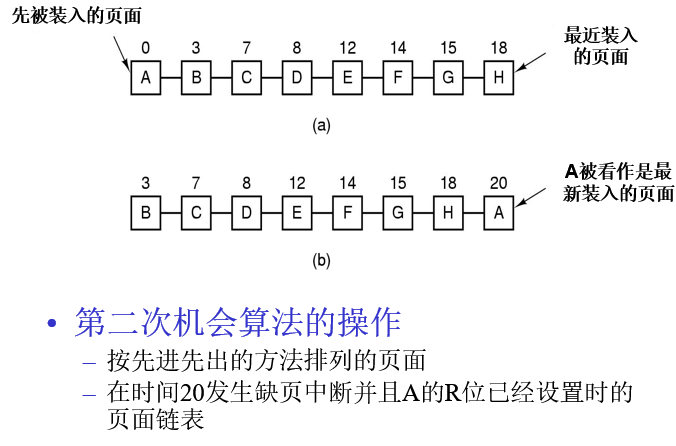 先被装入的页面
最近装入
的页面
0 3 7 8 12 14 15 18
A B C D E F G H
(a)
A被看作是最
新装入的页面
3 7 8 12 14 15 18 20
B C D E F G H A
(b)
• 第二次机会算法的操作
– 按先进先出的方法排列的页面
– 在时间20发生缺页中断并且A的R位已经设置时的
页面链表